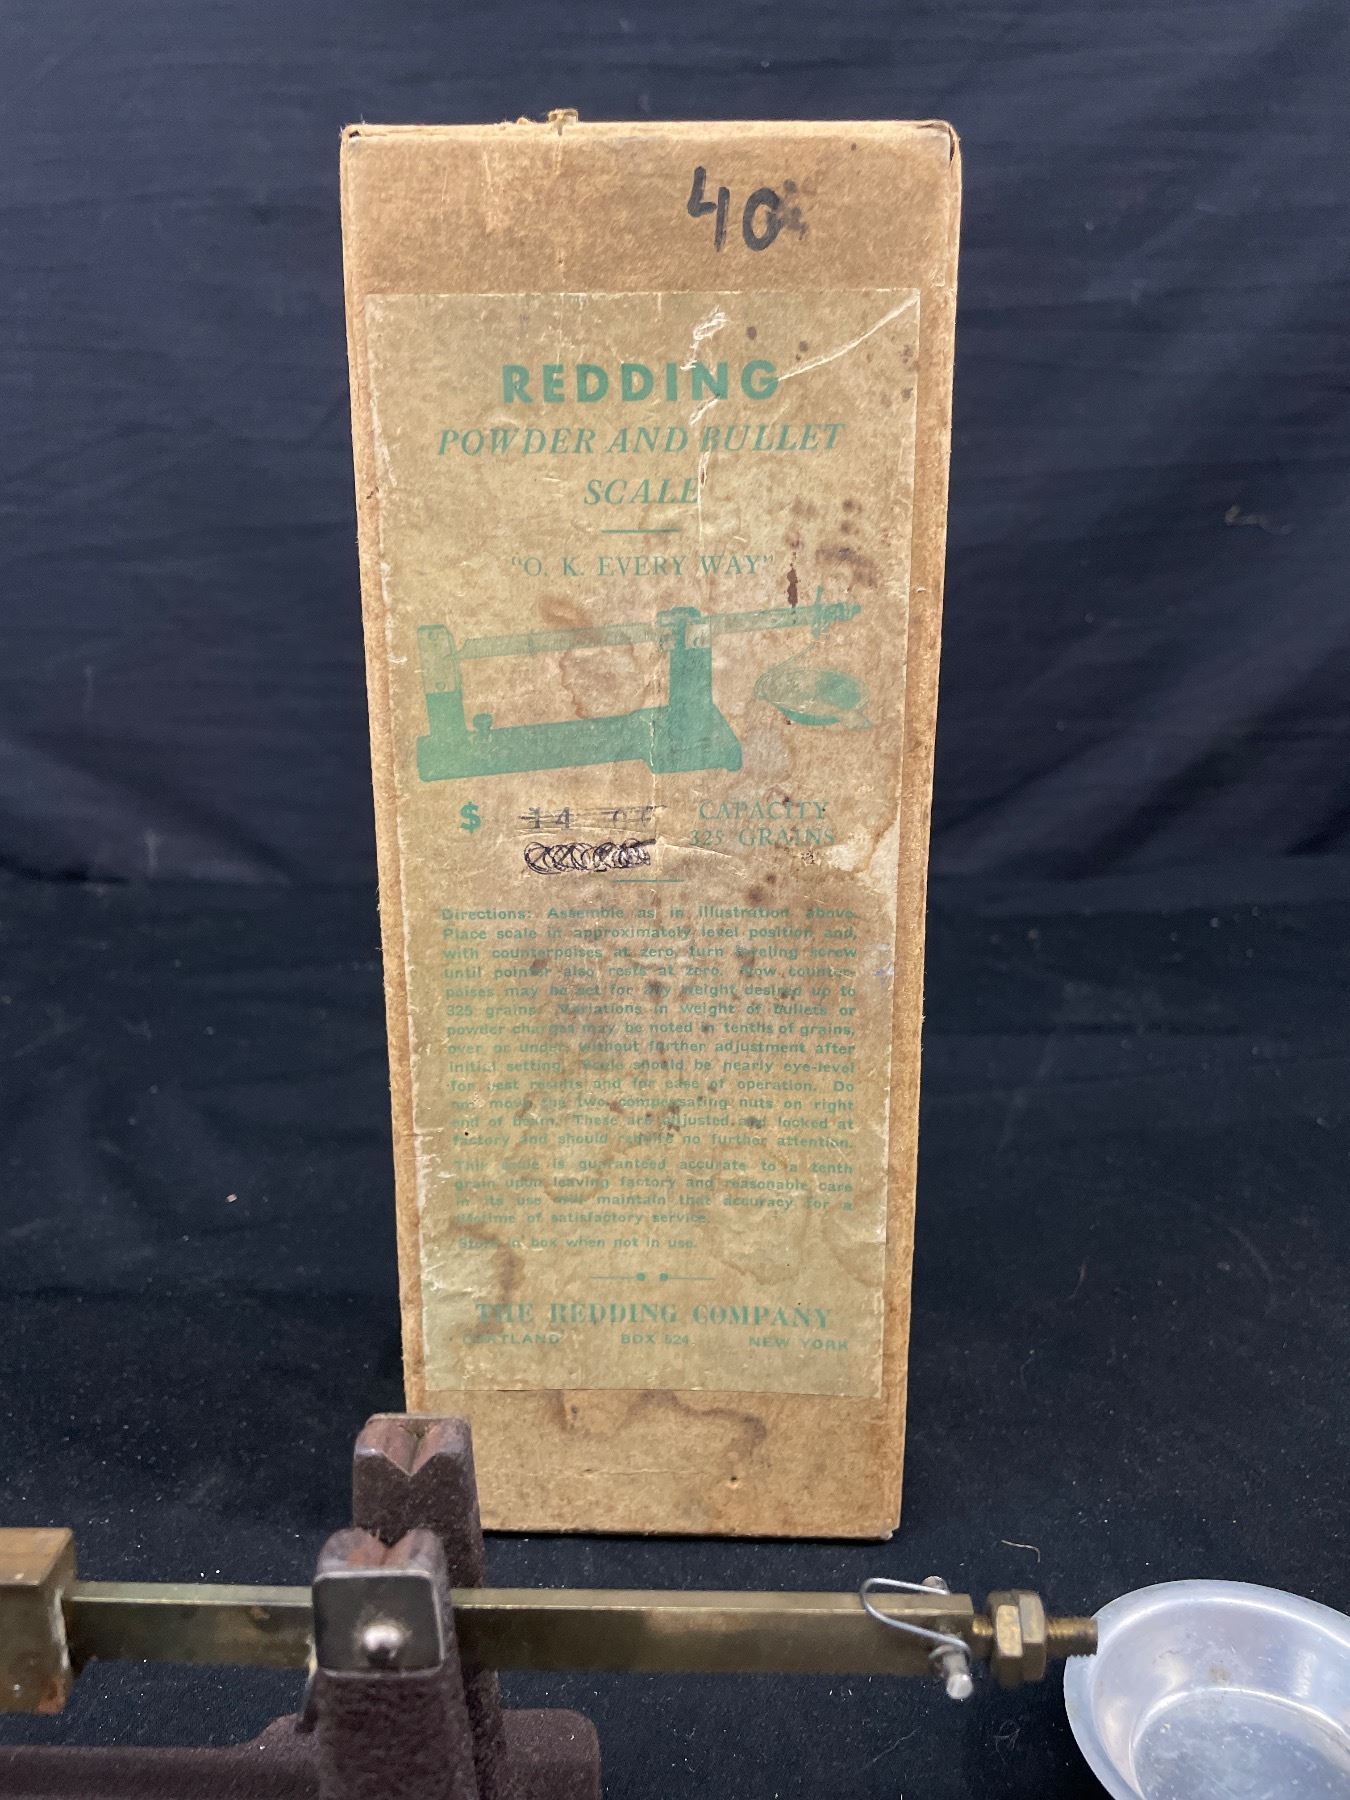 40
REDDING
POWDER AND BULLET
SCALE
"O. K. EVERY WAY"
$ 14 CAPACITY
325 GRAINS
Directions: Assemble as in illustration above.
Place scale in approximately level position and,
with counterpoises at zero, turn leveling screw
until pointer also rests at zero. Now counter-
poises may be set for any weight desired up to
325 grains. Variations in weight of bullets or
powder charges may be noted in tenths of grains,
over or under, without further adjustment after
initial setting. Scale should be nearly eye-level
for best results and for ease of operation. Do
not move the two compensating nuts on right
end of beam. These are adjusted and locked at
factory and should require no further attention.
This scale is guaranteed accurate to a tenth
grain upon leaving factory and reasonable care
in its use will maintain that accuracy for a
lifetime of satisfactory service.
Store in box when not in use.
THE REDDING COMPANY
CORTLAND BOX 524 NEW YORK